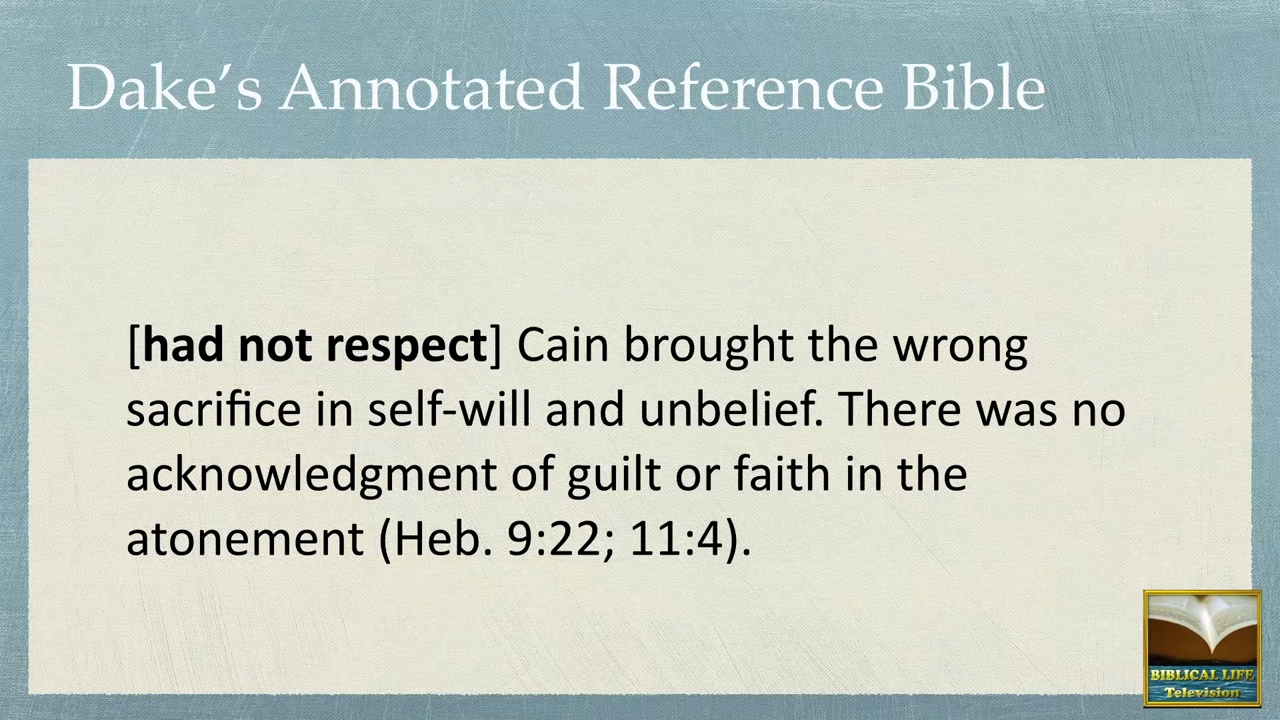 Dake’s Annotated Reference Bible
[had not respect] Cain brought the wrong
sacrifice in self-will and unbelief. There was no
acknowledgment of guilt or faith in the
atonement (Heb. 9:22; 11:4).
BIBLICAL LIFE
Television